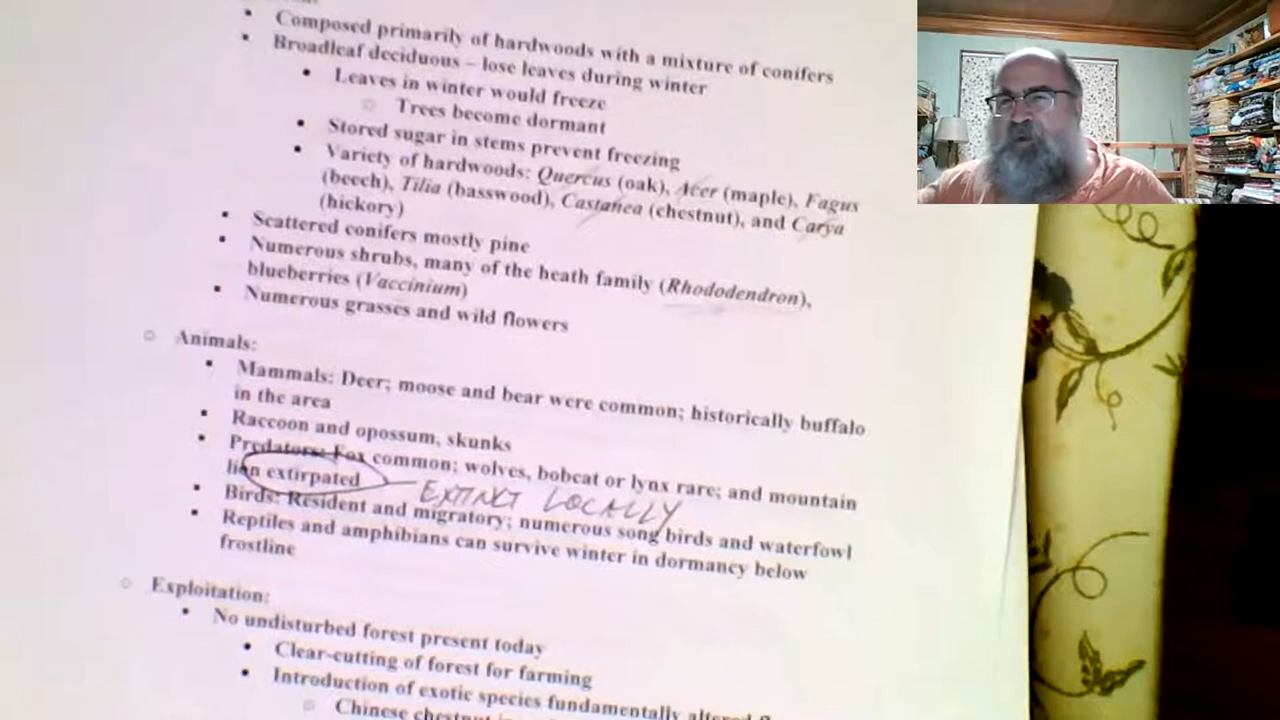 Composed primarily of hardwoods with a mixture of conifers
Broadleaf deciduous – lose leaves during winter
Leaves in winter would freeze
Trees become dormant
Stored sugar in stems prevent freezing
Variety of hardwoods: Quercus (oak), Acer (maple), Fagus
(beech), Tilia (basswood), Castanea (chestnut), and Carya
(hickory)
Scattered conifers mostly pine
Numerous shrubs, many of the heath family (Rhododendron),
blueberries (Vaccinium)
Numerous grasses and wild flowers
Animals:
Mammals: Deer; moose and bear were common; historically buffalo
in the area
Raccoon and opossum, skunks
Predators: Fox common; wolves, bobcat or lynx rare; and mountain
lion extirpated
EXTINCT LOCALLY
Birds: Resident and migratory; numerous song birds and waterfowl
Reptiles and amphibians can survive winter in dormancy below
frostline
Exploitation:
No undisturbed forest present today
Clear-cutting of forest for farming
Introduction of exotic species fundamentally altered
Chinese chestnut